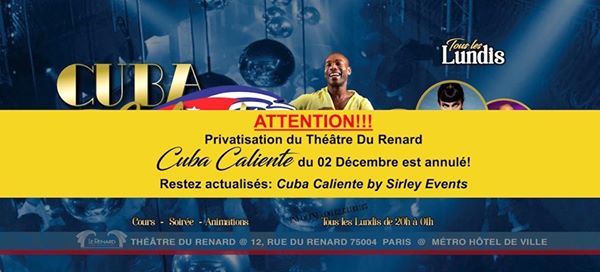 CUBA
Tous les
Lundis
ATTENTION!!!
Privatisation du Théâtre Du Renard
Cuba Caliente du 02 Décembre est annulé!
Restez actualisés: Cuba Caliente by Sirley Events
Cours - Soirée - Animations
Tous les Lundis de 20h à 01h
LE RENARD
THÉÂTRE DU RENARD @ 12, RUE DU RENARD 75004 PARIS @ MÉTRO HÔTEL DE VILLE